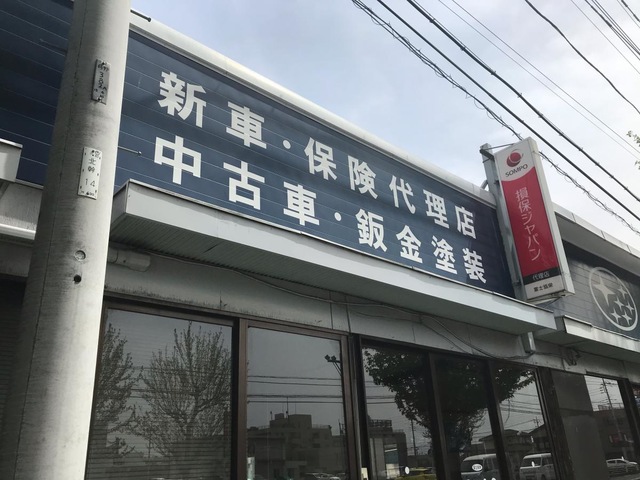 新車・保険代理店
中古車・鈑金塗装
SOMPO
損保ジャパン
代理店